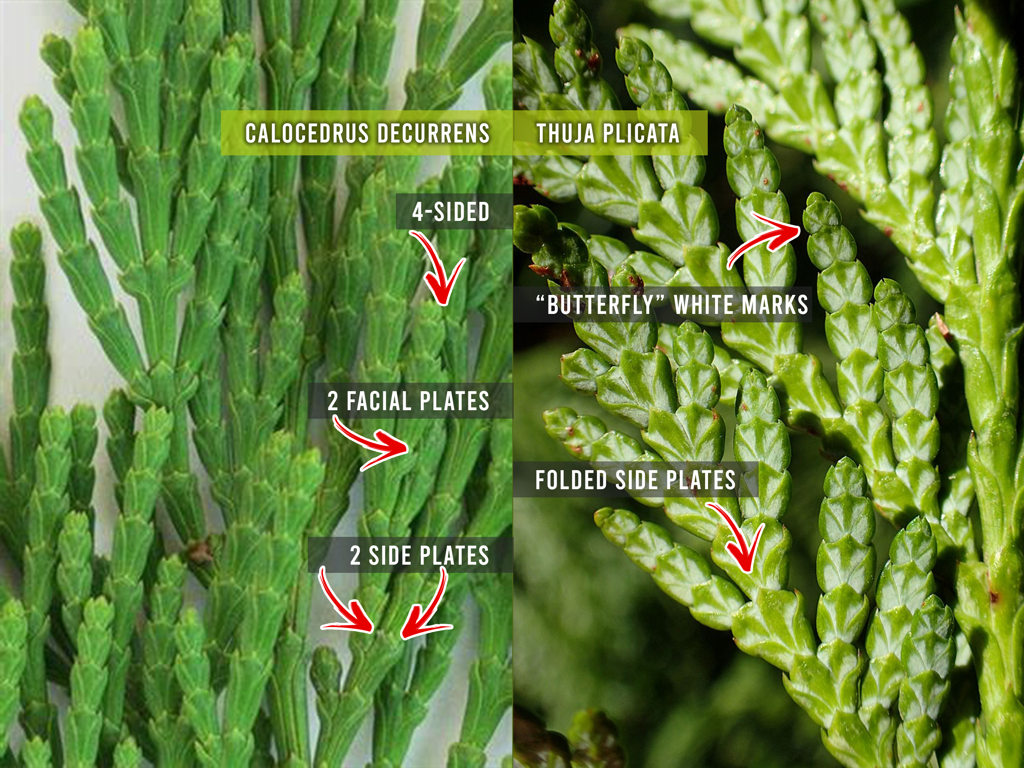 CALOCEDRUS DECURRENS
THUJA PLICATA
4-SIDED
“BUTTERFLY” WHITE MARKS
2 FACIAL PLATES
FOLDED SIDE PLATES
2 SIDE PLATES